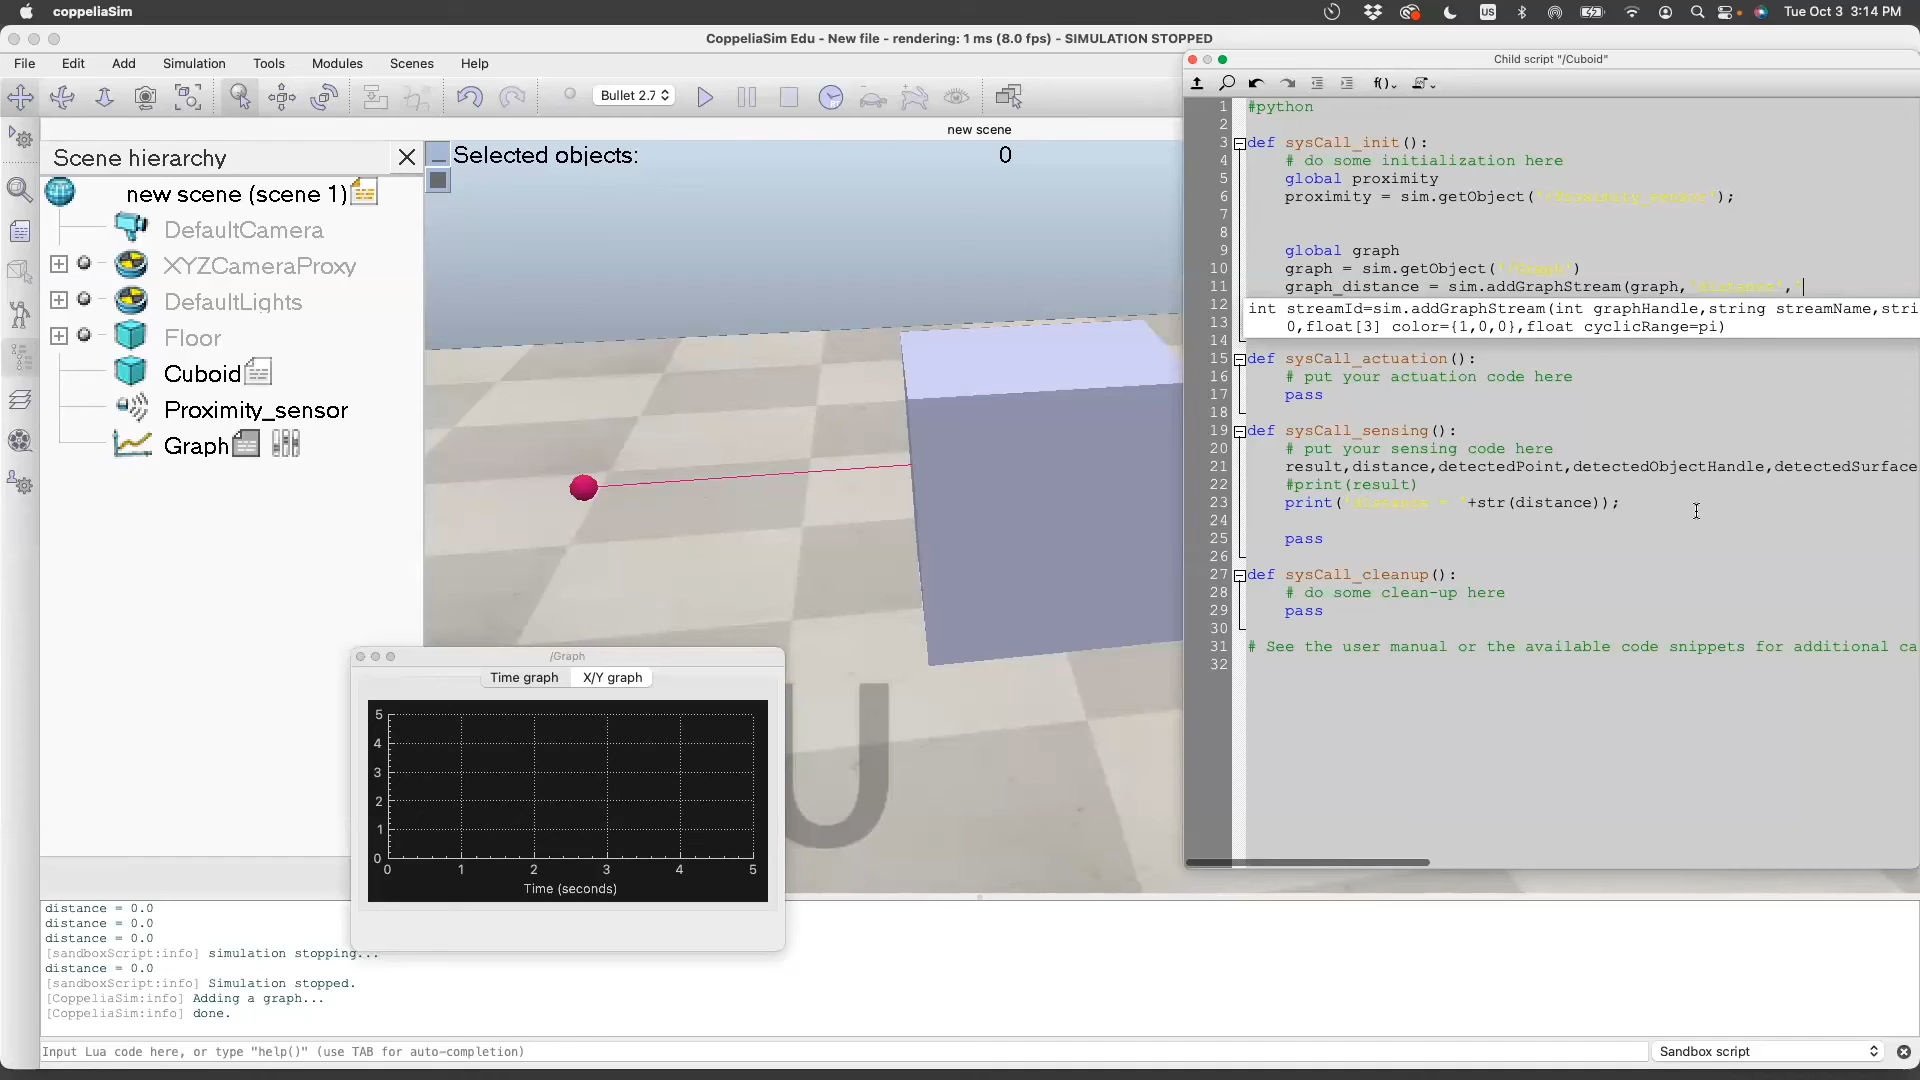 coppeliaSim
US
Tue Oct 3 3:14 PM
CoppeliaSim Edu - New file - rendering: 1 ms (8.0 fps) - SIMULATION STOPPED
File Edit Add Simulation Tools Modules Scenes Help
Bullet 2.7
RT
new scene
Scene hierarchy
new scene (scene 1)
DefaultCamera
XYZCameraProxy
DefaultLights
Floor
Cuboid
Proximity_sensor
Graph
Selected objects: 0
U
Child script "/Cuboid"
f()
1 #python
2
3 def sysCall_init():
4 # do some initialization here
5 global proximity
6 proximity = sim.getObject('/Proximity_sensor');
7
8
9 global graph
10 graph = sim.getObject('/Graph')
11 graph_distance = sim.addGraphStream(graph,'distance','
12 int streamId=sim.addGraphStream(int graphHandle,string streamName,stri
13 0,float[3] color={1,0,0},float cyclicRange=pi)
14
15 def sysCall_actuation():
16 # put your actuation code here
17 pass
18
19 def sysCall_sensing():
20 # put your sensing code here
21 result,distance,detectedPoint,detectedObjectHandle,detectedSurface
22 #print(result)
23 print('distance = '+str(distance));
24
25 pass
26
27 def sysCall_cleanup():
28 # do some clean-up here
29 pass
30
31 # See the user manual or the available code snippets for additional ca
32
/Graph
Time graph X/Y graph
5
4
3
2
1
0
0 1 2 3 4 5
Time (seconds)
distance = 0.0
distance = 0.0
distance = 0.0
[sandboxScript:info] simulation stopping...
distance = 0.0
[sandboxScript:info] Simulation stopped.
[CoppeliaSim:info] Adding a graph...
[CoppeliaSim:info] done.
Input Lua code here, or type "help()" (use TAB for auto-completion)
Sandbox script